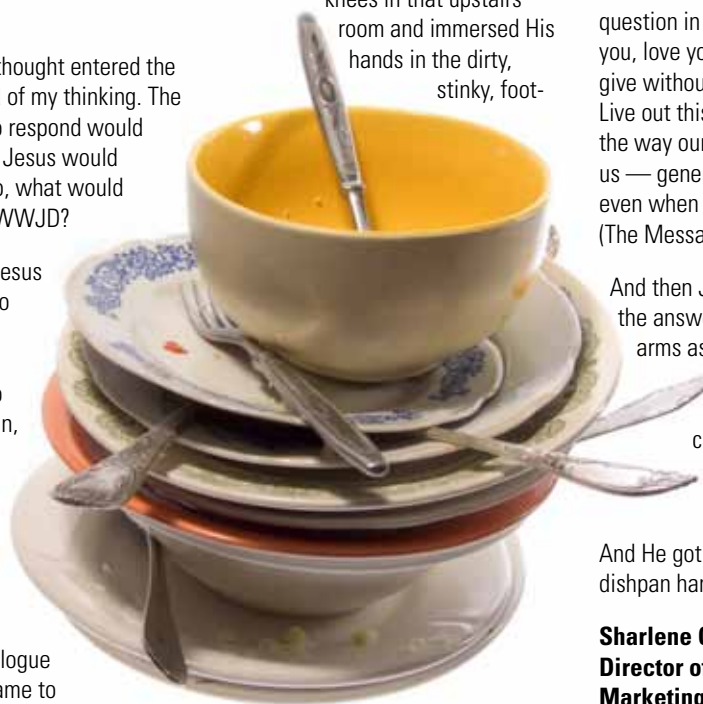 thought entered the
of my thinking. The
respond would
Jesus would
what would
WWJD?
esus
logue
ame to
knees in that upstairs
room and immersed His
hands in the dirty,
stinky, foot-
question in
you, love yo
give withou
Live out this
the way our
us — gene
even when
(The Messa
And then J
the answ
arms as
And He got
dishpan har
Sharlene
Director of
Marketing